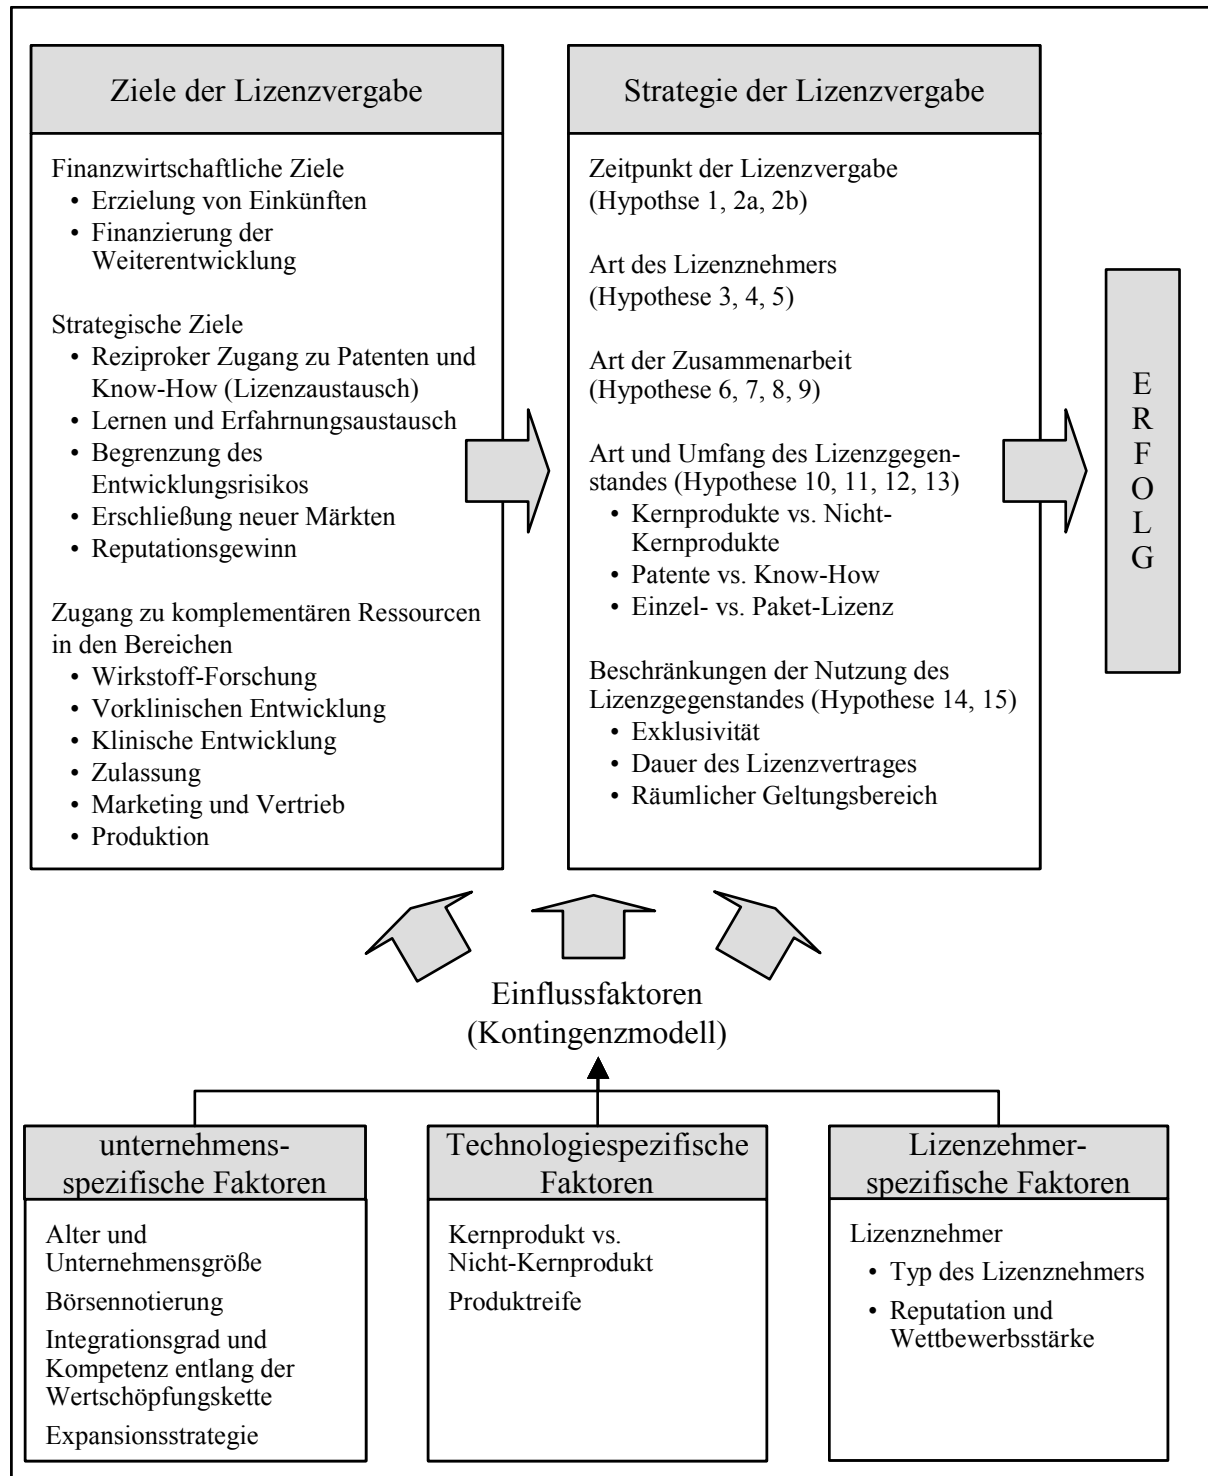 Ziele der Lizenzvergabe
Finanzwirtschaftliche Ziele
• Erzielung von Einkünften
• Finanzierung der
Weiterentwicklung
Strategische Ziele
• Reziproker Zugang zu Patenten und
Know-How (Lizenzaustausch)
• Lernen und Erfahrnungsaustausch
• Begrenzung des
Entwicklungsrisikos
• Erschließung neuer Märkten
• Reputationsgewinn
Zugang zu komplementären Ressourcen
in den Bereichen
• Wirkstoff-Forschung
• Vorklinischen Entwicklung
• Klinische Entwicklung
• Zulassung
• Marketing und Vertrieb
• Produktion
Strategie der Lizenzvergabe
Zeitpunkt der Lizenzvergabe
(Hypothse 1, 2a, 2b)
Art des Lizenznehmers
(Hypothese 3, 4, 5)
Art der Zusammenarbeit
(Hypothese 6, 7, 8, 9)
Art und Umfang des Lizenzgegen-
standes (Hypothese 10, 11, 12, 13)
• Kernprodukte vs. Nicht-
Kernprodukte
• Patente vs. Know-How
• Einzel- vs. Paket-Lizenz
Beschränkungen der Nutzung des
Lizenzgegenstandes (Hypothese 14, 15)
• Exklusivität
• Dauer des Lizenzvertrages
• Räumlicher Geltungsbereich
E
R
F
O
L
G
Einflussfaktoren
(Kontingenzmodell)
unternehmens-
spezifische Faktoren
Alter und
Unternehmensgröße
Börsennotierung
Integrationsgrad und
Kompetenz entlang der
Wertschöpfungskette
Expansionsstrategie
Technologiespezifische
Faktoren
Kernprodukt vs.
Nicht-Kernprodukt
Produktreife
Lizenzehmer-
spezifische Faktoren
Lizenznehmer
• Typ des Lizenznehmers
• Reputation und
Wettbewerbsstärke